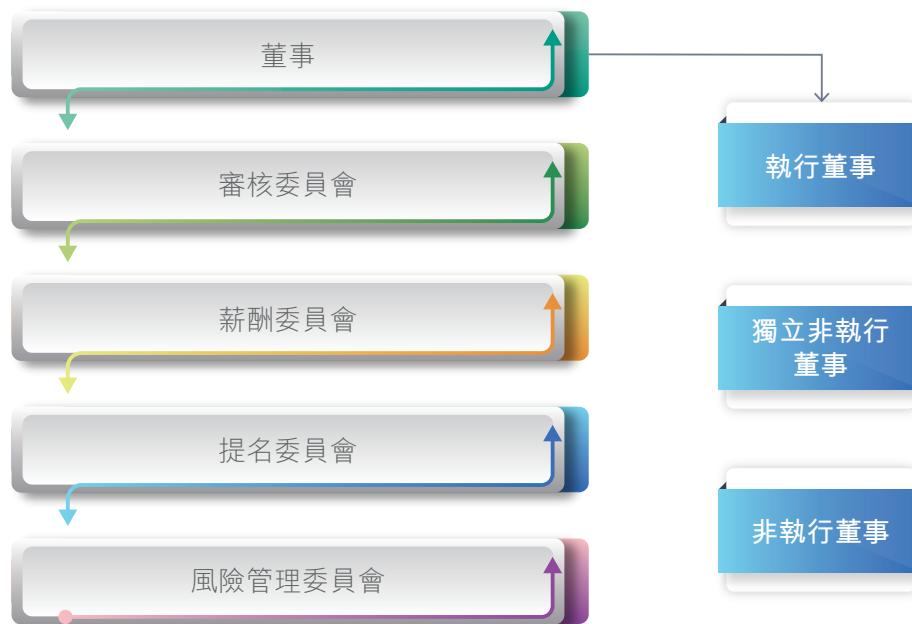 董事
審核委員會
薪酬委員會
提名委員會
風險管理委員會
執行董事
獨立非執行
董事
非執行董事